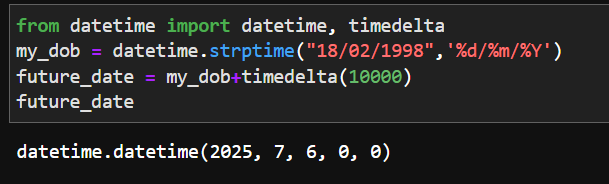 from datetime import datetime, timedelta
my_dob = datetime.strptime("18/02/1998",'%d/%m/%Y')
future_date = my_dob+timedelta(10000)
future_date
datetime.datetime(2025, 7, 6, 0, 0)